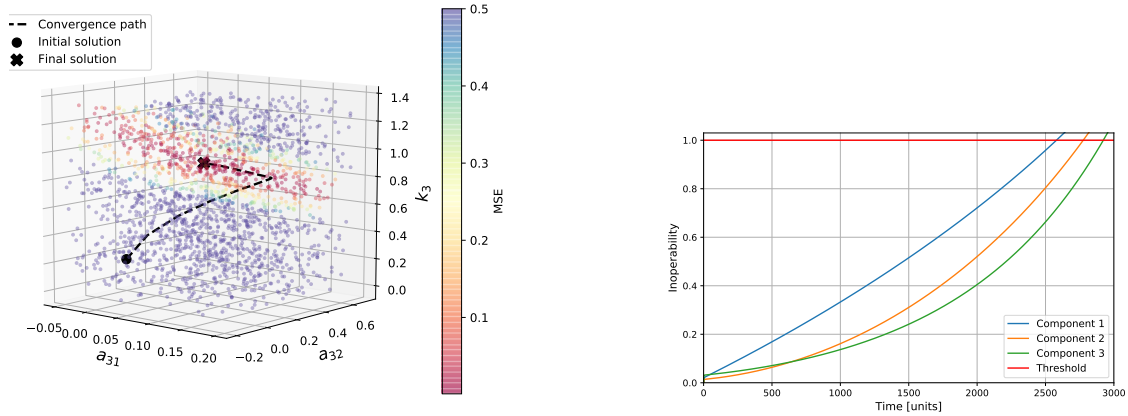 Convergence path
Initial solution
Final solution
0.5
0.4
0.3
0.2
0.1
MSE
1.4
1.2
1.0
0.8
0.6
0.4
0.2
0.0
k3
−0.05 0.00 0.05 0.10 0.15 0.20
a31
−0.2 0.0 0.2 0.4 0.6
a32
1.0
0.8
0.6
0.4
0.2
0.0
Inoperability
0 500 1000 1500 2000 2500 3000
Time [units]
Component 1
Component 2
Component 3
Threshold